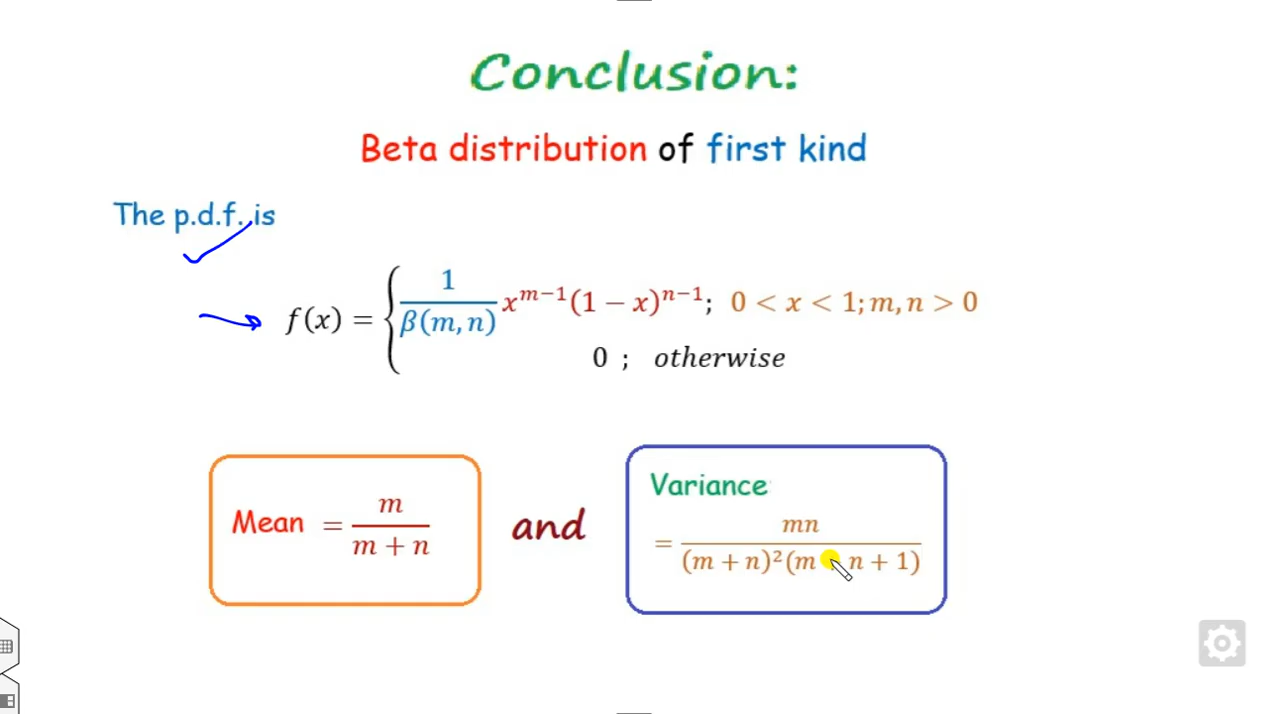 Conclusion:
Beta distribution of first kind
The p.d.f. is
f(x) = { 1/β(m, n) x^{m−1}(1 − x)^{n−1}; 0 < x < 1; m, n > 0
0 ; otherwise
Mean = m/(m + n)
and
Variance
= mn/((m + n)²(m n + 1))